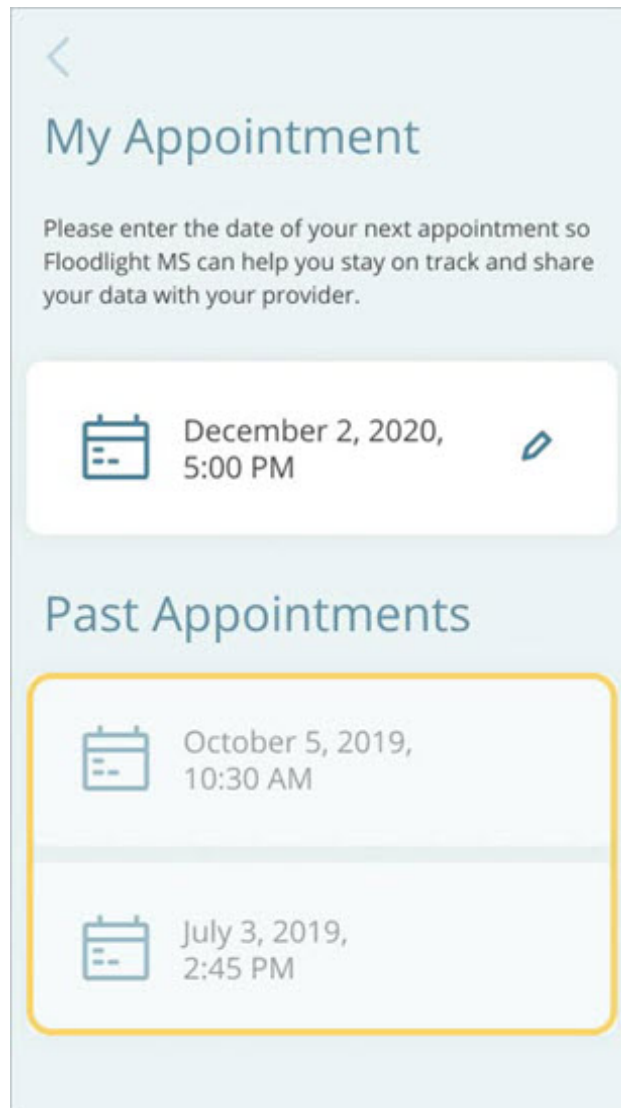 My Appointment
Please enter the date of your next appointment so
Floodlight MS can help you stay on track and share
your data with your provider.
December 2, 2020,
5:00 PM
Past Appointments
October 5, 2019,
10:30 AM
July 3, 2019,
2:45 PM